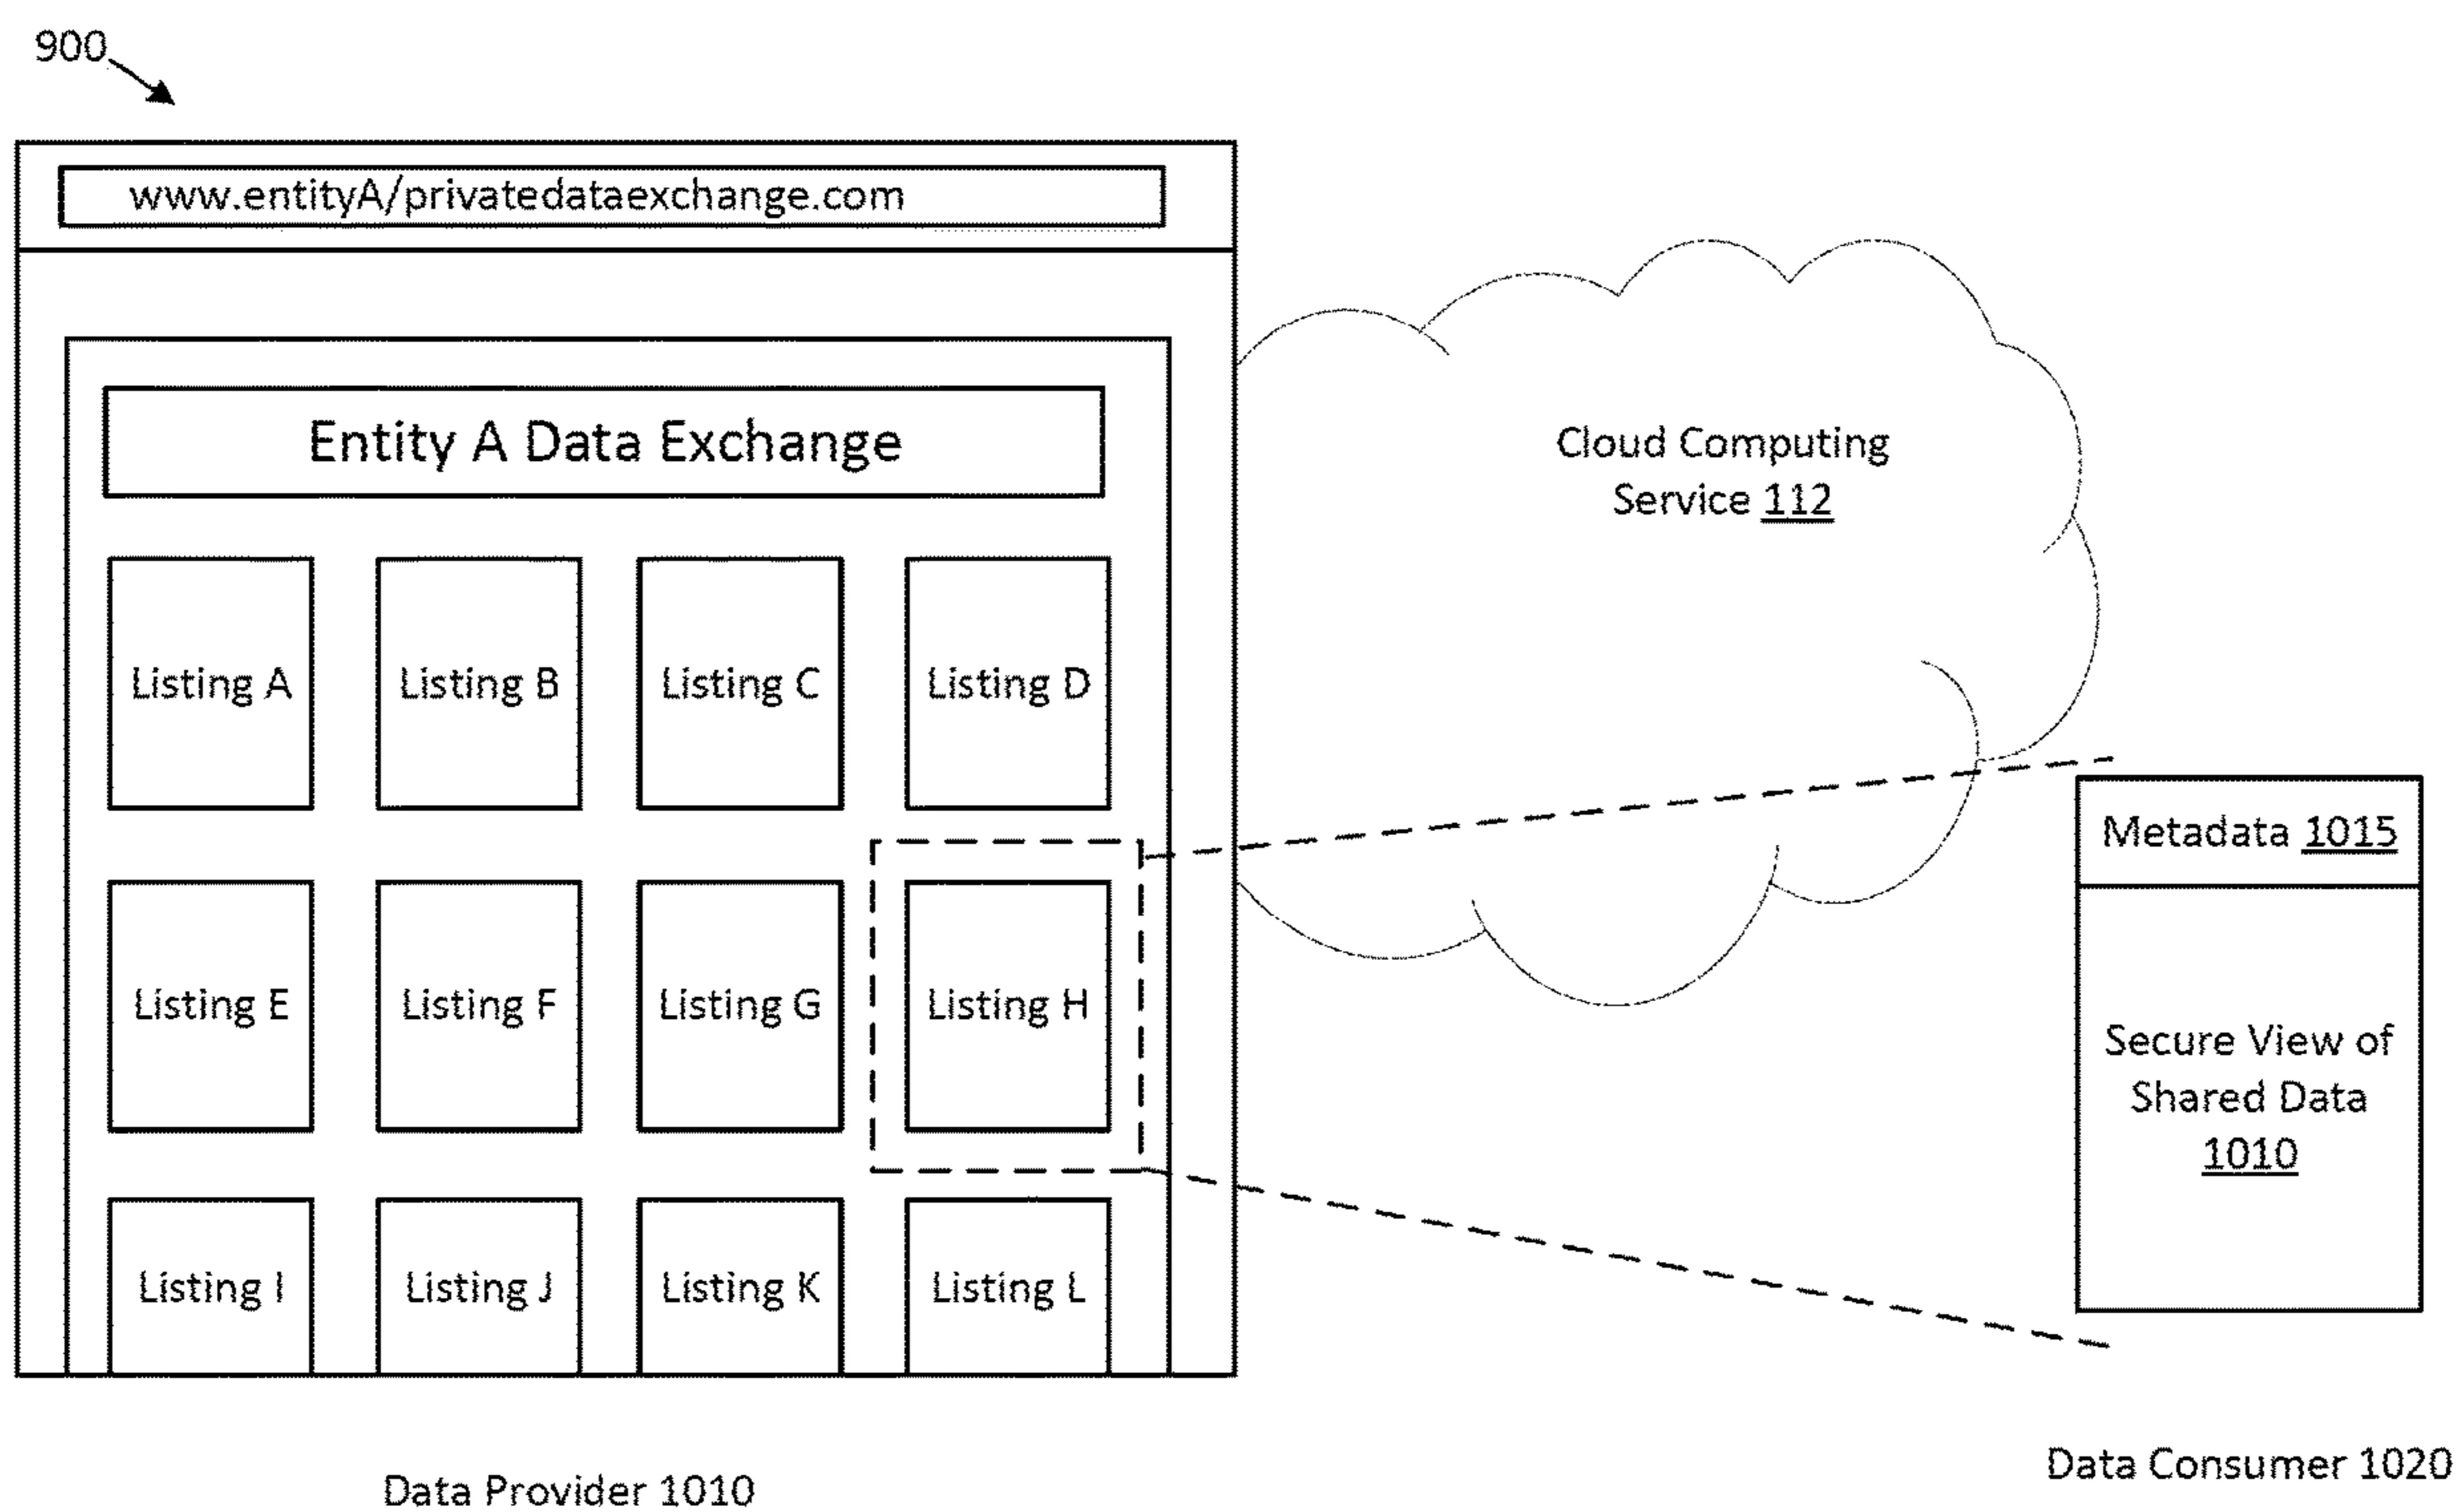 900
www.entityA/privatedataexchange.com
Entity A Data Exchange
Cloud Computing
Service 112
Listing A
Listing B
Listing C
Listing D
Listing E
Listing F
Listing G
Listing H
Listing I
Listing J
Listing K
Listing L
Metadata 1015
Secure View of
Shared Data
1010
Data Provider 1010
Data Consumer 1020